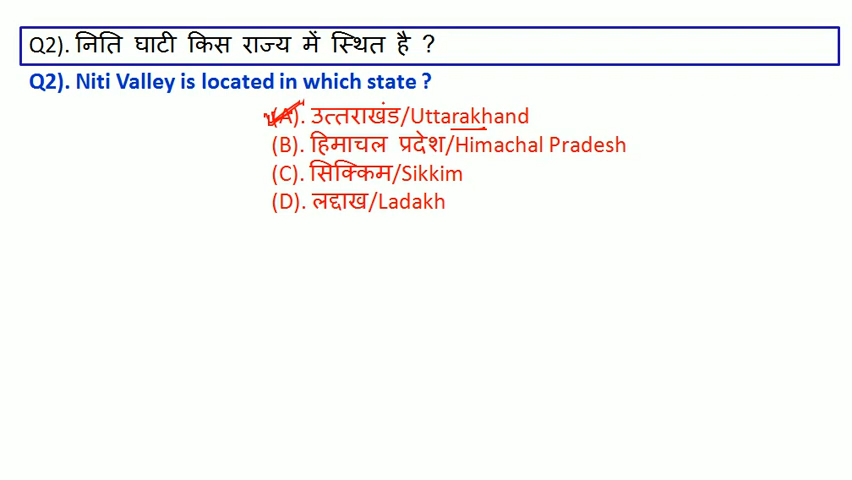 Q2). निति घाटी किस राज्य में स्थित है ?
Q2). Niti Valley is located in which state ?
(A). उत्तराखंड/Uttarakhand
(B). हिमाचल प्रदेश/Himachal Pradesh
(C). सिक्किम/Sikkim
(D). लद्दाख/Ladakh